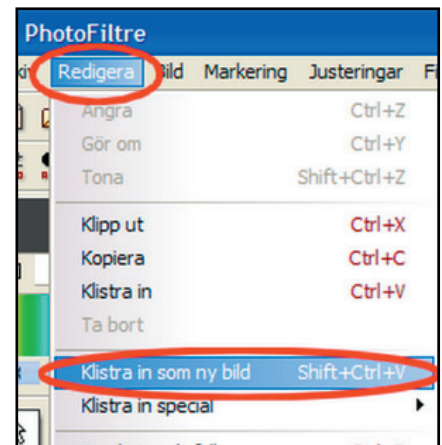 PhotoFiltre
Redigera Bild Markering Justeringar
Ångra Ctrl+Z
Gör om Ctrl+Y
Tona Shift+Ctrl+Z
Klipp ut Ctrl+X
Kopiera Ctrl+C
Klistra in Ctrl+V
Ta bort
Klistra in som ny bild Shift+Ctrl+V
Klistra in special